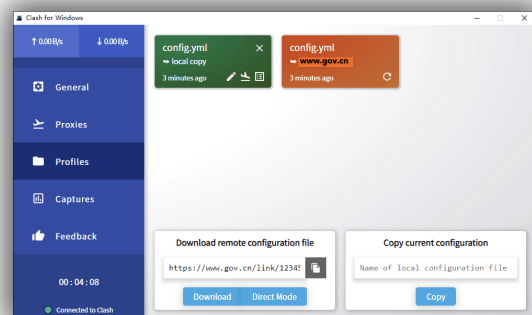 Clash for Windows
↑ 0.00 B/s
↓ 0.00 B/s
General
Proxies
Profiles
Captures
Feedback
00 : 04 : 08
Connected to Clash
config.yml
➥ local copy
3 minutes ago
config.yml
➥ www.gov.cn
3 minutes ago
Download remote configuration file
https://www.gov.cn/link/12345
Download
Direct Mode
Copy current configuration
Name of local configuration file
Copy